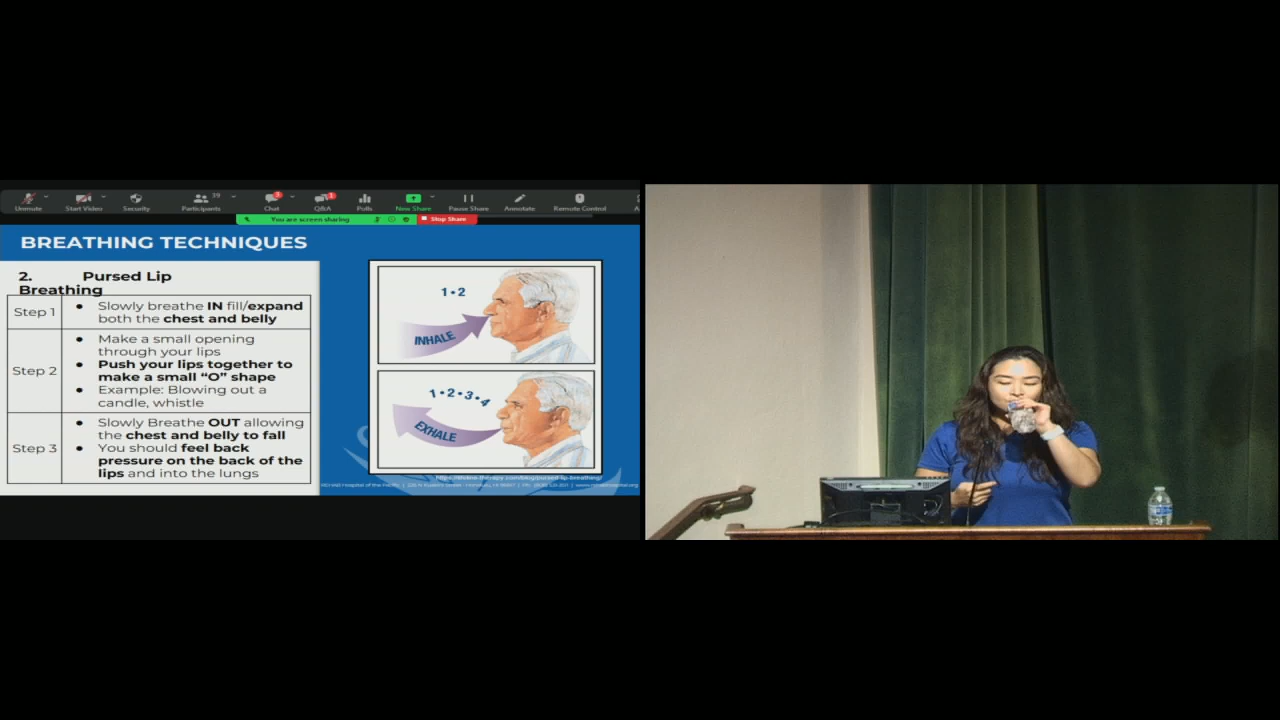 39
3
1
Unmute
Start Video
Security
Participants
Chat
Q&A
Polls
New Share
Pause Share
Annotate
Remote Control
You are screen sharing
Stop Share
BREATHING TECHNIQUES
2. Pursed Lip
Breathing
Step 1
● Slowly breathe IN fill/expand
both the chest and belly
Step 2
● Make a small opening
through your lips
● Push your lips together to
make a small “O” shape
● Example: Blowing out a
candle, whistle
Step 3
● Slowly Breathe OUT allowing
the chest and belly to fall
● You should feel back
pressure on the back of the
lips and into the lungs
1•2
INHALE
1•2•3•4
EXHALE